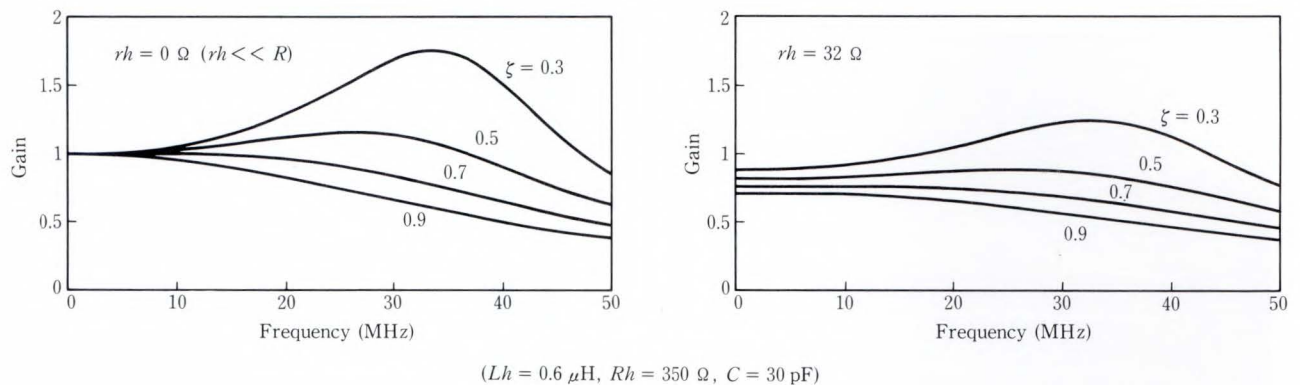 2
1.5
1
0.5
0
Gain
rh = 0 Ω (rh << R)
ζ = 0.3
0.5
0.7
0.9
0 10 20 30 40 50
Frequency (MHz)
2
1.5
1
0.5
0
Gain
rh = 32 Ω
ζ = 0.3
0.5
0.7
0.9
0 10 20 30 40 50
Frequency (MHz)
(Lh = 0.6 μH, Rh = 350 Ω, C = 30 pF)